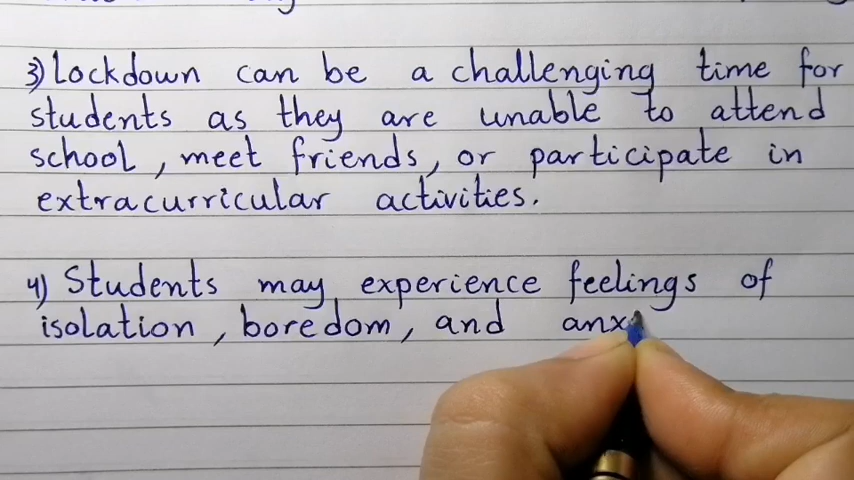 3) Lockdown can be a challenging time for
students as they are unable to attend
school, meet friends, or participate in
extracurricular activities.
4) Students may experience feelings of
isolation, boredom, and anx